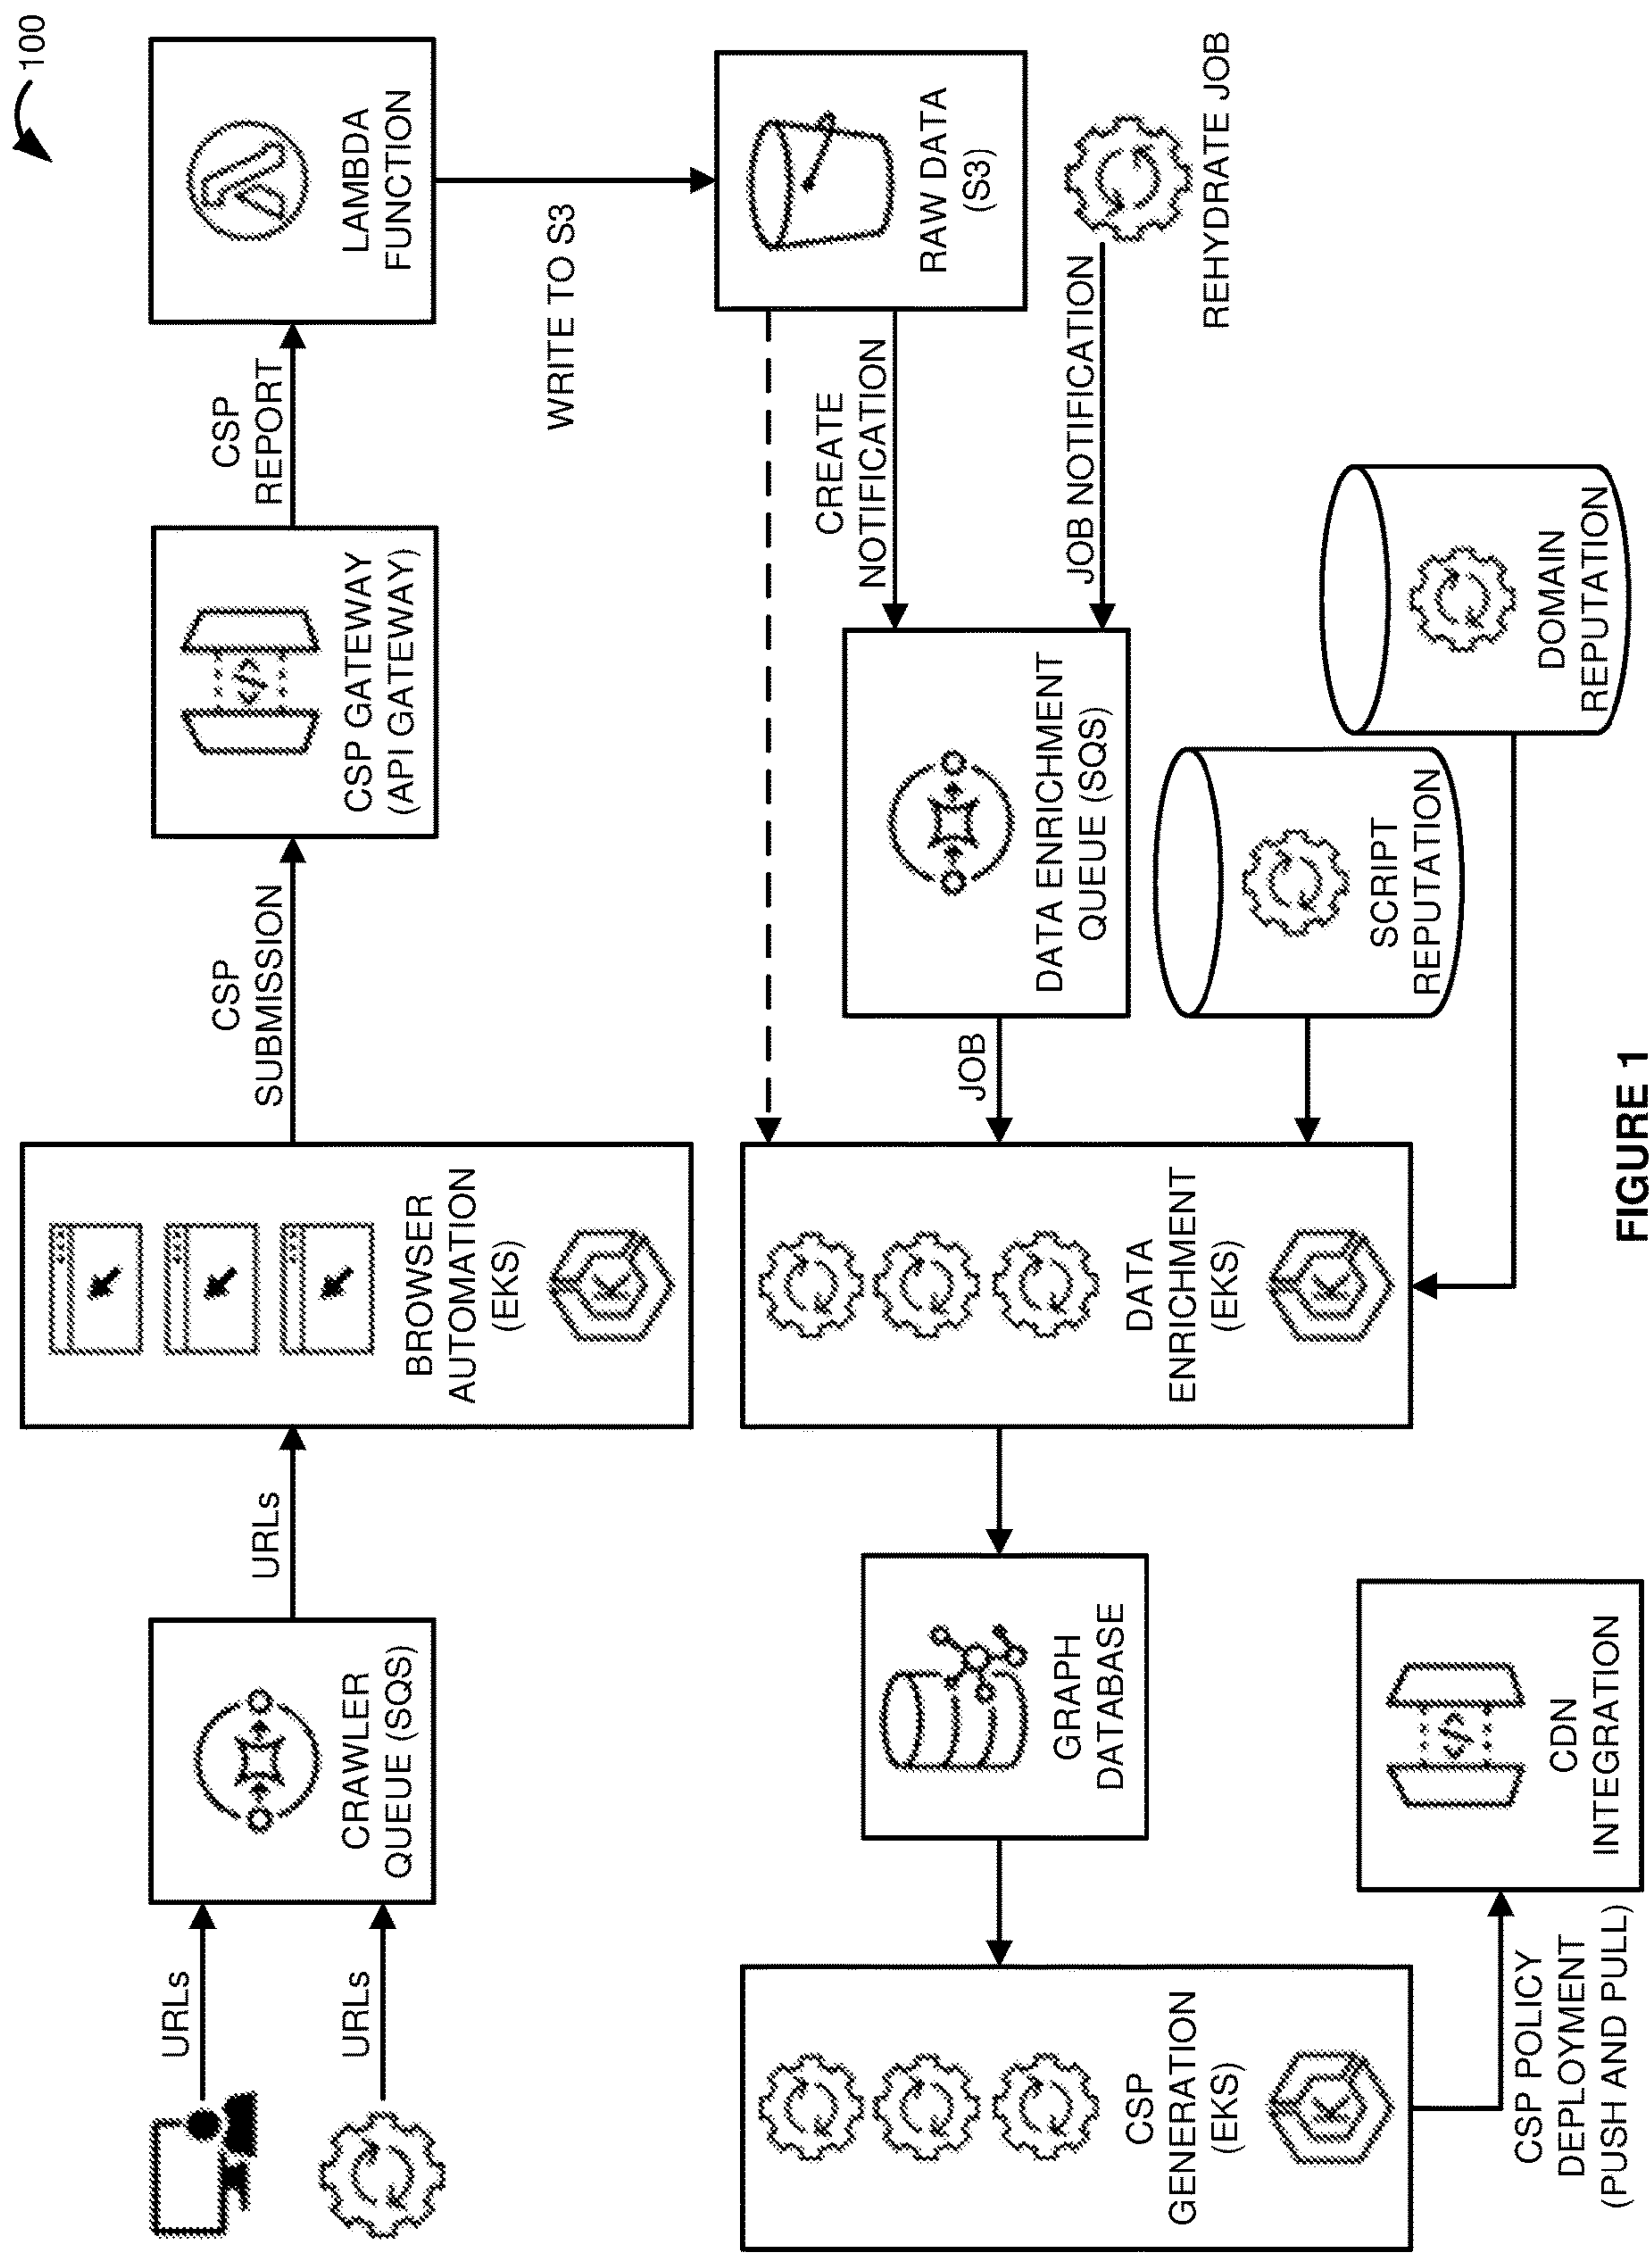 100
URLs
URLs
CRAWLER
QUEUE (SQS)
URLs
BROWSER
AUTOMATION
(EKS)
CSP
SUBMISSION
CSP GATEWAY
(API GATEWAY)
CSP
REPORT
LAMBDA
FUNCTION
WRITE TO S3
RAW DATA
(S3)
CREATE
NOTIFICATION
JOB NOTIFICATION
REHYDRATE JOB
DATA ENRICHMENT
QUEUE (SQS)
JOB
SCRIPT
REPUTATION
DOMAIN
REPUTATION
DATA
ENRICHMENT
(EKS)
K
GRAPH
DATABASE
CSP
GENERATION
(EKS)
K
CSP POLICY
DEPLOYMENT
(PUSH AND PULL)
CDN
INTEGRATION
K
FIGURE 1